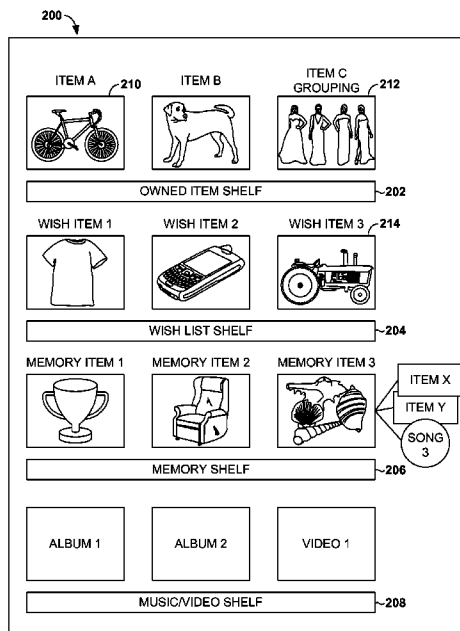 200
ITEM A
210
ITEM B
ITEM C
GROUPING
212
OWNED ITEM SHELF
202
WISH ITEM 1
WISH ITEM 2
WISH ITEM 3
214
WISH LIST SHELF
204
MEMORY ITEM 1
MEMORY ITEM 2
MEMORY ITEM 3
ITEM X
ITEM Y
SONG
3
MEMORY SHELF
206
ALBUM 1
ALBUM 2
VIDEO 1
MUSIC/VIDEO SHELF
208